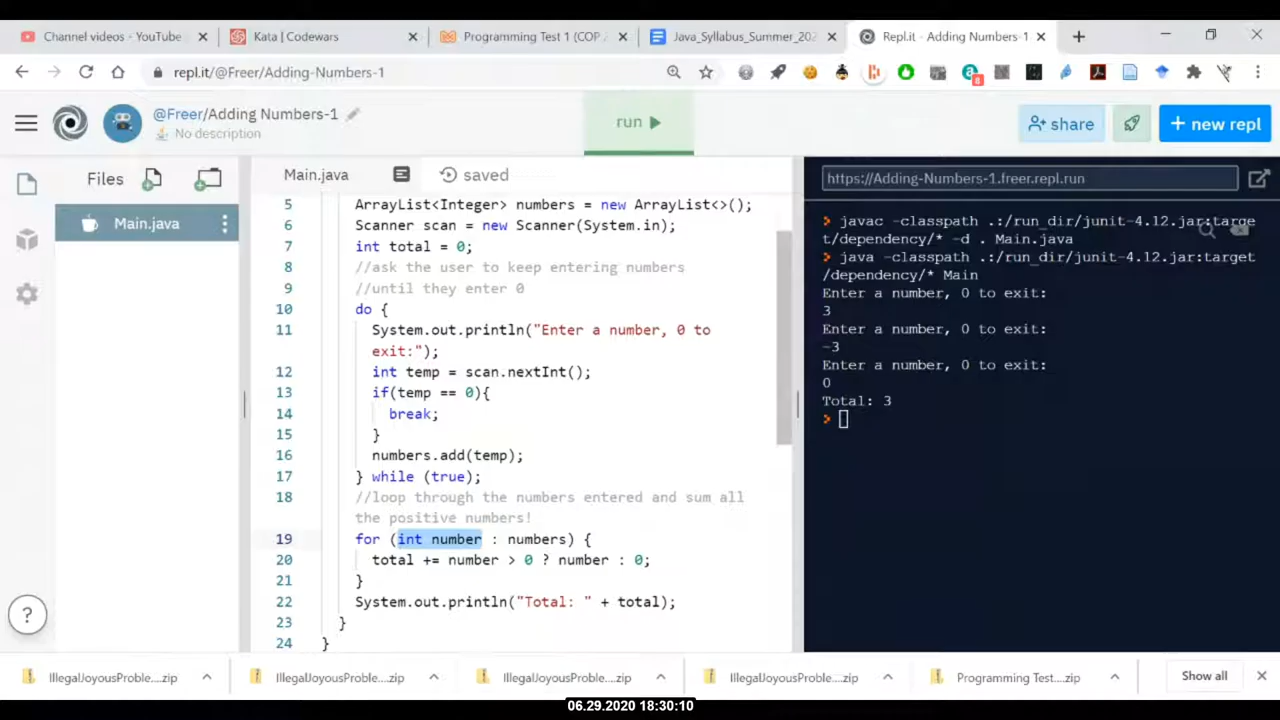 Channel videos - YouTube
Kata | Codewars
Programming Test 1 (COP
Java_Syllabus_Summer_202
Repl.it - Adding Numbers-1
repl.it/@Freer/Adding-Numbers-1
8
@Freer/Adding Numbers-1
No description
run
share
+ new repl
Files
Main.java
Main.java
saved
5 ArrayList<Integer> numbers = new ArrayList<>();
6 Scanner scan = new Scanner(System.in);
7 int total = 0;
8 //ask the user to keep entering numbers
9 //until they enter 0
10 do {
11 System.out.println("Enter a number, 0 to
exit:");
12 int temp = scan.nextInt();
13 if(temp == 0){
14 break;
15 }
16 numbers.add(temp);
17 } while (true);
18 //loop through the numbers entered and sum all
the positive numbers!
19 for (int number : numbers) {
20 total += number > 0 ? number : 0;
21 }
22 System.out.println("Total: " + total);
23 }
24 }
https://Adding-Numbers-1.freer.repl.run
> javac -classpath .:/run_dir/junit-4.12.jar:targe
t/dependency/* -d . Main.java
> java -classpath .:/run_dir/junit-4.12.jar:target
/dependency/* Main
Enter a number, 0 to exit:
3
Enter a number, 0 to exit:
-3
Enter a number, 0 to exit:
0
Total: 3
>
?
IllegalJoyousProble....zip
IllegalJoyousProble....zip
IllegalJoyousProble....zip
IllegalJoyousProble....zip
Programming Test....zip
Show all
06.29.2020 18:30:10